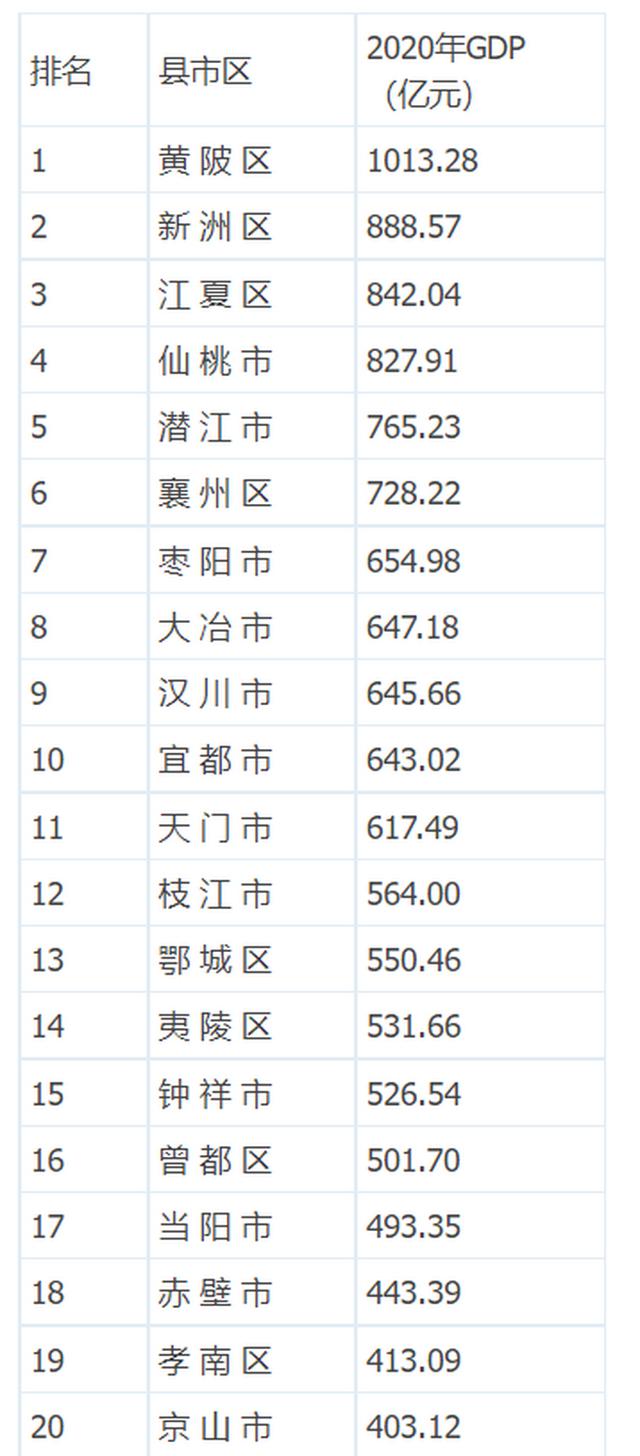 排名 县市区 2020年GDP
（亿元）
1 黄陂区 1013.28
2 新洲区 888.57
3 江夏区 842.04
4 仙桃市 827.91
5 潜江市 765.23
6 襄州区 728.22
7 枣阳市 654.98
8 大冶市 647.18
9 汉川市 645.66
10 宜都市 643.02
11 天门市 617.49
12 枝江市 564.00
13 鄂城区 550.46
14 夷陵区 531.66
15 钟祥市 526.54
16 曾都区 501.70
17 当阳市 493.35
18 赤壁市 443.39
19 孝南区 413.09
20 京山市 403.12